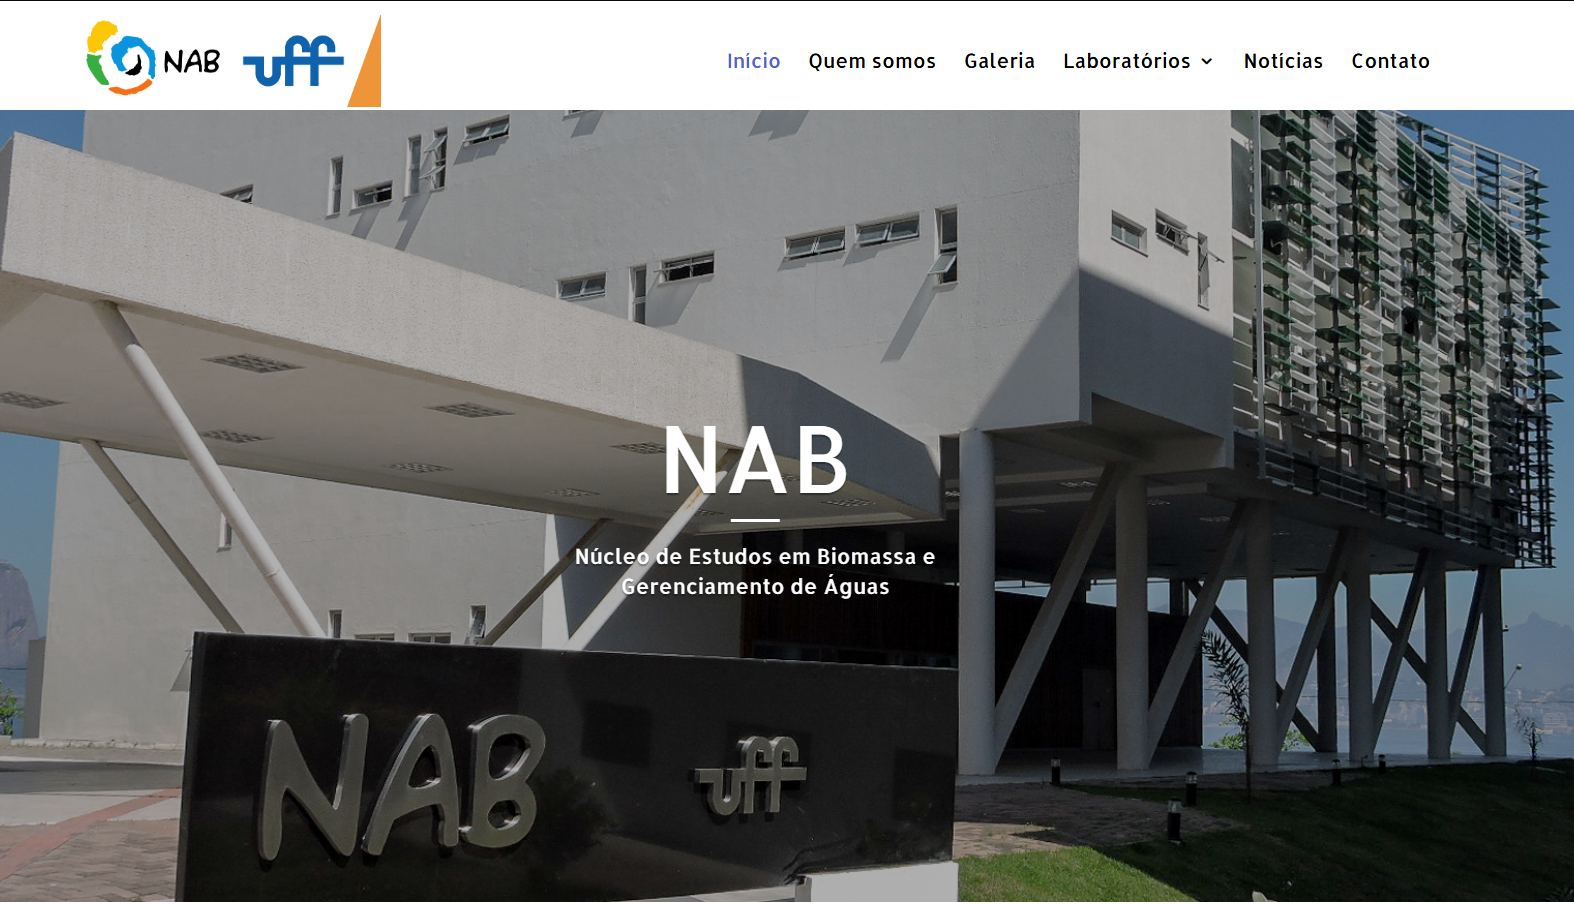 NAB uff
Início Quem somos Galeria Laboratórios Notícias Contato
NAB
Núcleo de Estudos em Biomassa e
Gerenciamento de Águas
NAB uff